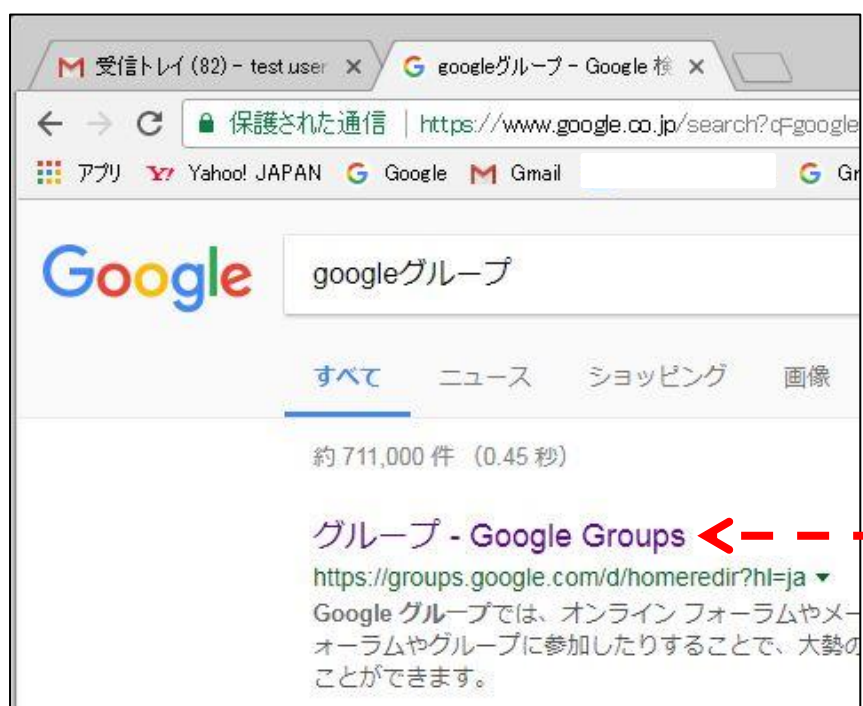 受信トレイ (82) - test.user
googleグループ - Google 検
保護された通信 | https://www.google.co.jp/search?q=google
アプリ Yahoo! JAPAN Google Gmail Gr
Google googleグループ
すべて ニュース ショッピング 画像
約 711,000 件 （0.45 秒）
グループ - Google Groups
https://groups.google.com/d/homeredir?hl=ja
Google グループでは、オンライン フォーラムやメー
ォーラムやグループに参加したりすることで、大勢の
ことができます。